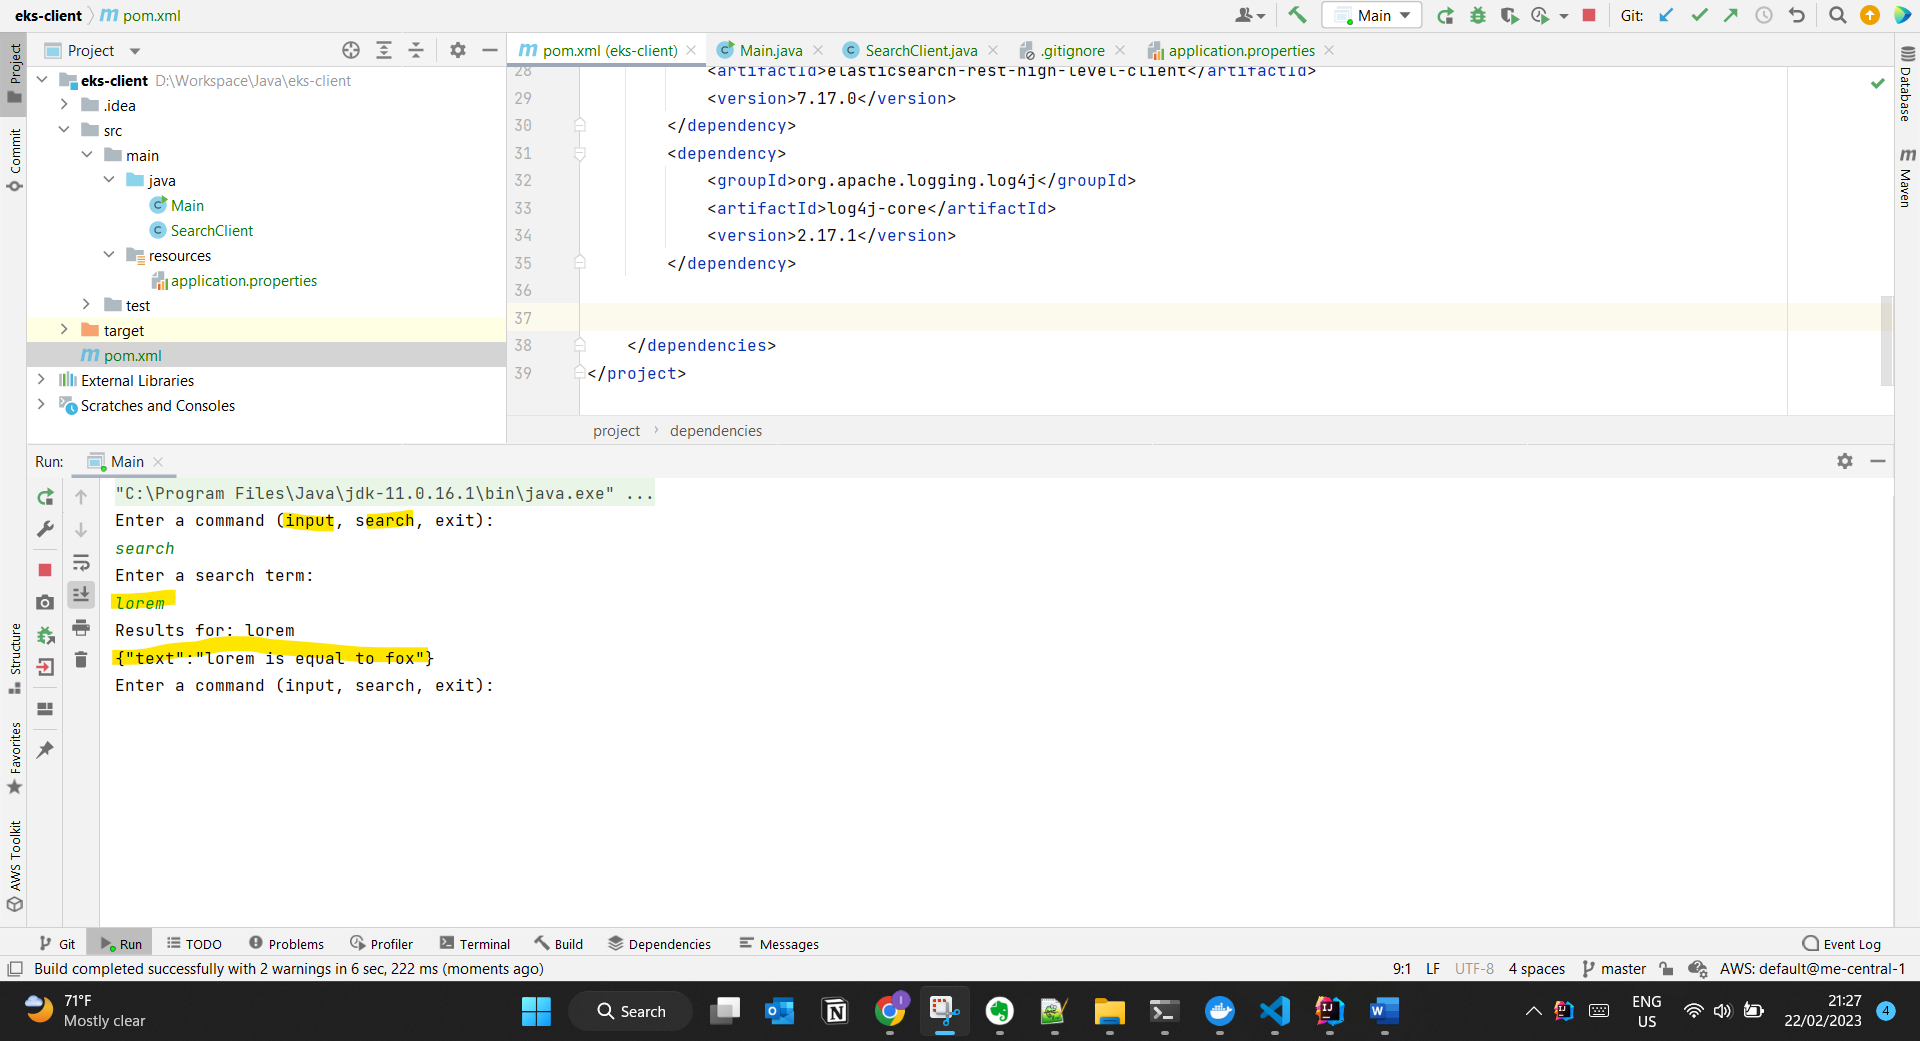 eks-client m pom.xml
Main
Git:
Project
pom.xml (eks-client)
Main.java
SearchClient.java
.gitignore
application.properties
Project
Commit
eks-client D:\Workspace\Java\eks-client
.idea
src
main
java
Main
SearchClient
resources
application.properties
test
target
pom.xml
External Libraries
Scratches and Consoles
28 <artifactId>elasticsearch-rest-high-level-client</artifactId>
29 <version>7.17.0</version>
30 </dependency>
31 <dependency>
32 <groupId>org.apache.logging.log4j</groupId>
33 <artifactId>log4j-core</artifactId>
34 <version>2.17.1</version>
35 </dependency>
36
37
38 </dependencies>
39 </project>
project › dependencies
Database
Maven
Run: Main
"C:\Program Files\Java\jdk-11.0.16.1\bin\java.exe" ...
Enter a command (input, search, exit):
search
Enter a search term:
lorem
Results for: lorem
{"text":"lorem is equal to fox"}
Enter a command (input, search, exit):
Structure
Favorites
AWS Toolkit
Git Run TODO Problems Profiler Terminal Build Dependencies Messages Event Log
Build completed successfully with 2 warnings in 6 sec, 222 ms (moments ago) 9:1 LF UTF-8 4 spaces master AWS: default@me-central-1
71°F
Mostly clear
Search
ENG
US
21:27
22/02/2023
4